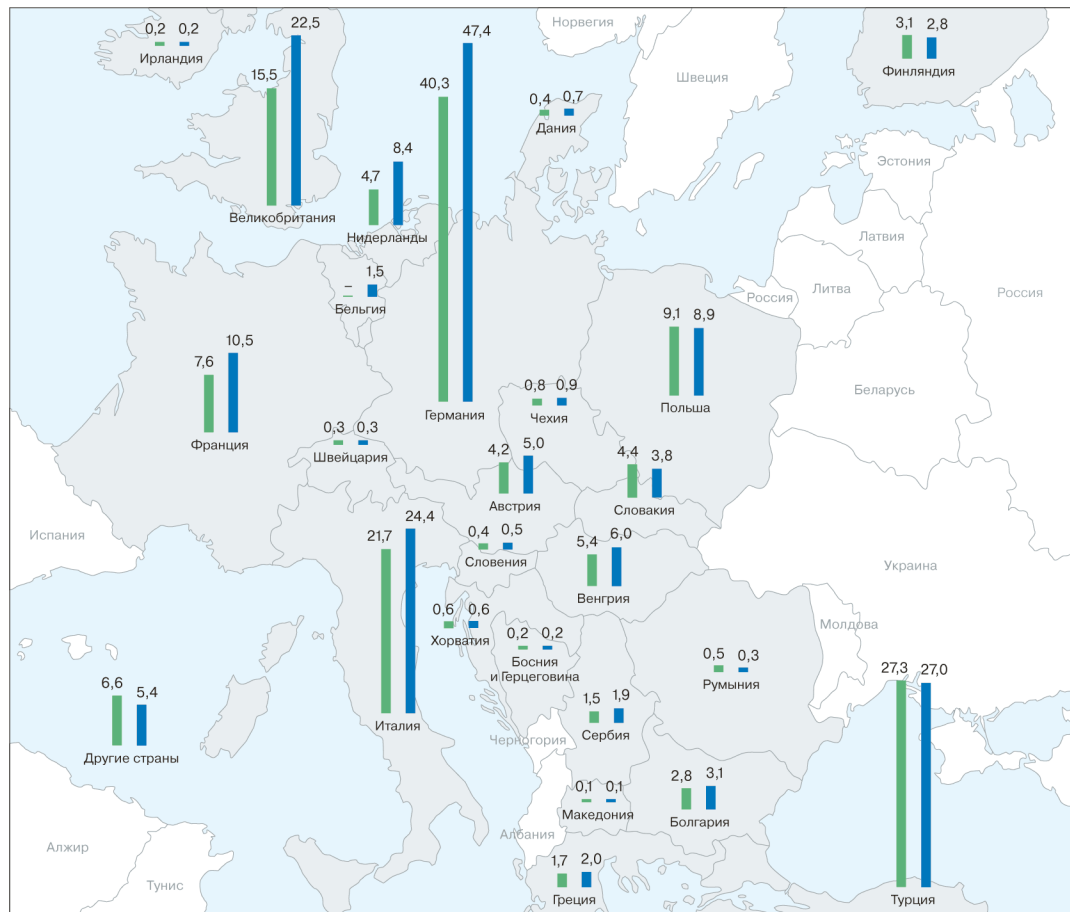 0,2 0,2
Ирландия
22,5
15,5
Великобритания
4,7
8,4
Нидерланды
47,4
40,3
Германия
Норвегия
Швеция
0,4 0,7
Дания
3,1 2,8
Финляндия
Эстония
Латвия
Литва
Россия
Россия
Беларусь
– 1,5
Бельгия
7,6
10,5
Франция
0,3 0,3
Швейцария
0,8 0,9
Чехия
9,1 8,9
Польша
4,2 5,0
Австрия
4,4 3,8
Словакия
Испания
21,7
24,4
Италия
0,4 0,5
Словения
5,4 6,0
Венгрия
Украина
Молдова
0,6 0,6
Хорватия
0,2 0,2
Босния
и Герцеговина
0,5 0,3
Румыния
27,3 27,0
Турция
6,6
5,4
Другие страны
1,5 1,9
Сербия
Черногория
2,8 3,1
Болгария
0,1 0,1
Македония
Албания
1,7 2,0
Греция
Алжир
Тунис